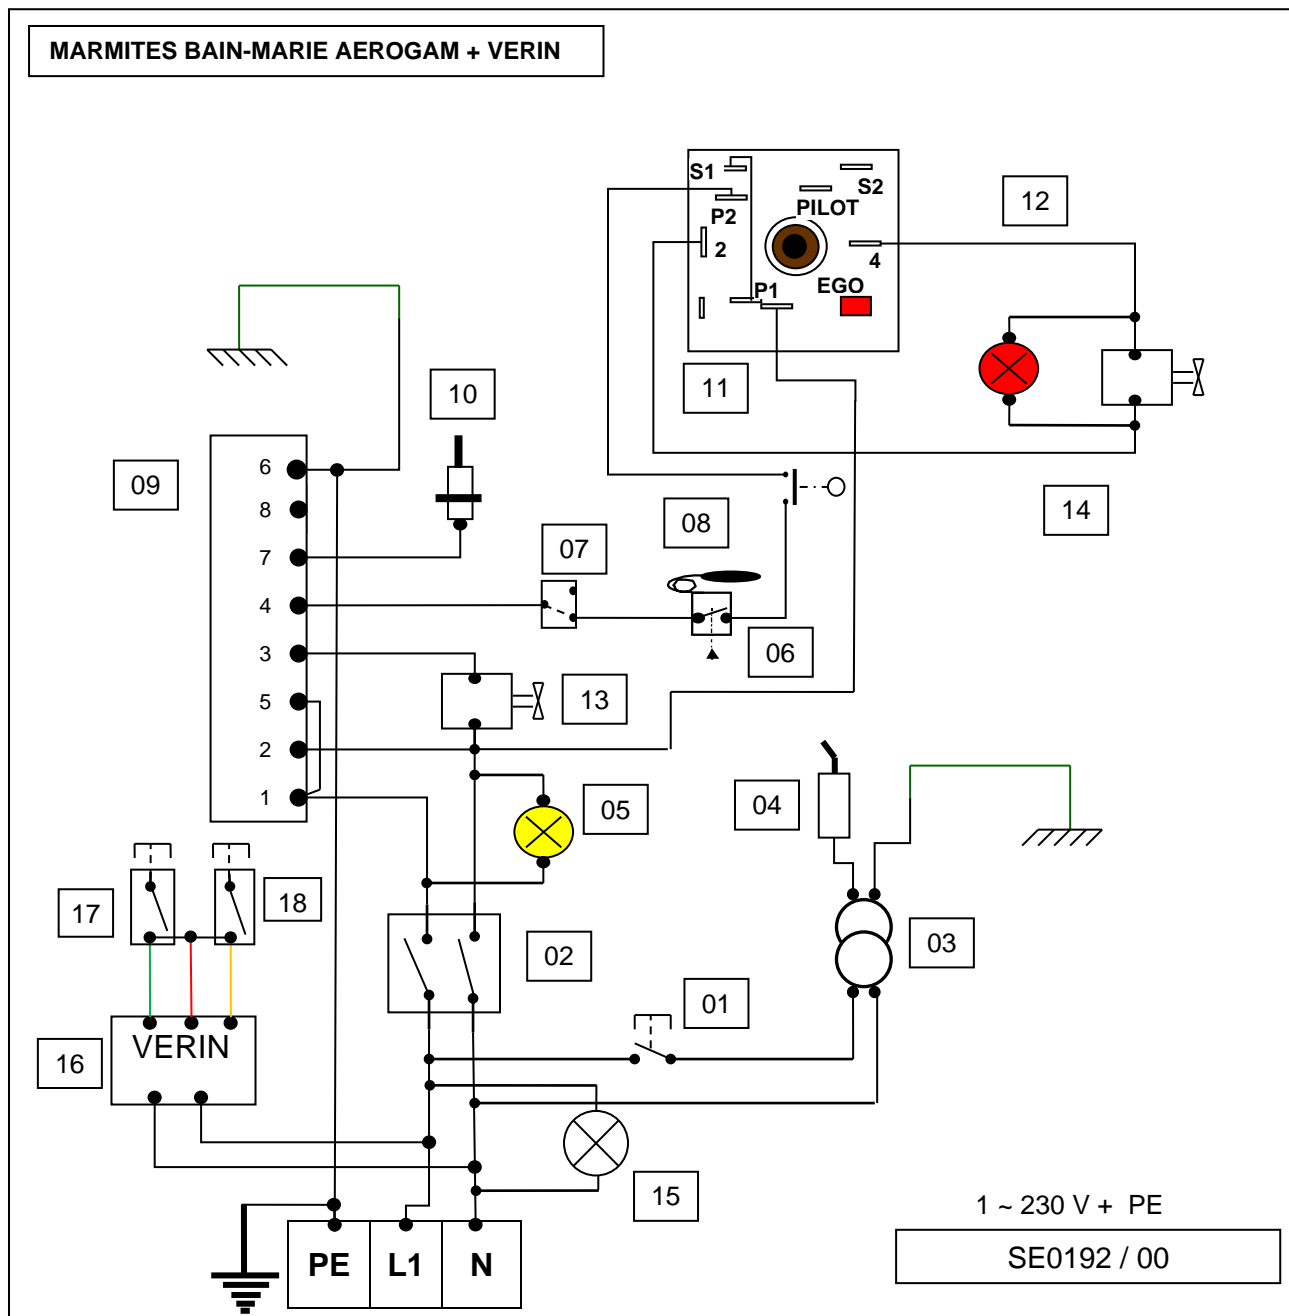 MARMITES BAIN-MARIE AEROGAM + VERIN
S1
S2
P2
PILOT
2
4
P1
EGO
12
11
10
09
6
8
7
4
3
5
2
1
08
07
06
14
13
05
04
03
17
18
02
01
16
VERIN
15
PE
L1
N
1 ~ 230 V + PE
SE0192 / 00